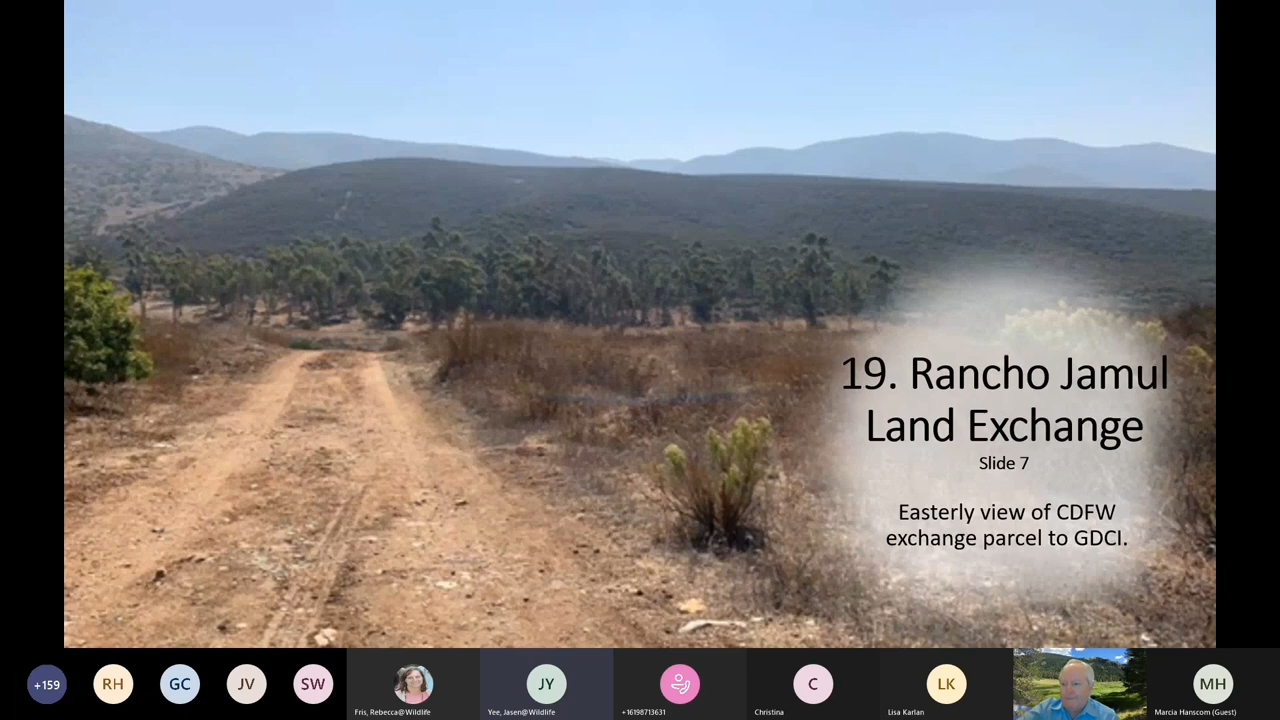 19. Rancho Jamul
Land Exchange
Slide 7
Easterly view of CDFW
exchange parcel to GDCI.
+159
RH
GC
JV
SW
Fris, Rebecca@Wildlife
JY
Yee, Jasen@Wildlife
+16198713631
C
Christina
LK
Lisa Karlan
MH
Marcia Hanscom (Guest)